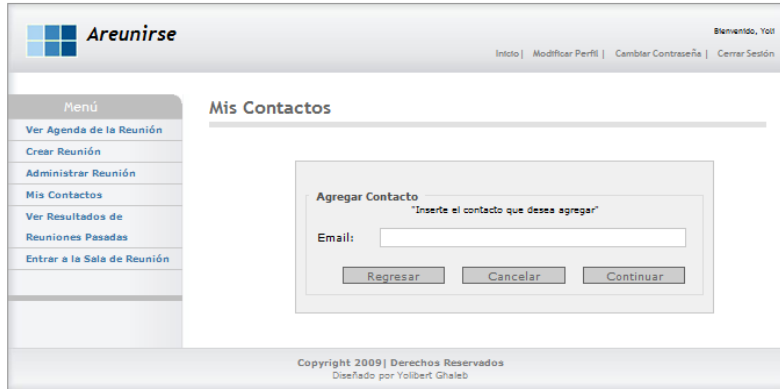 Areunirse
Bienvenido, Yoli
Inicio | Modificar Perfil | Cambiar Contraseña | Cerrar Sesión
Menú
Ver Agenda de la Reunión
Crear Reunión
Administrar Reunión
Mis Contactos
Ver Resultados de
Reuniones Pasadas
Entrar a la Sala de Reunión
Mis Contactos
Agregar Contacto
"Inserte el contacto que desea agregar"
Email:
Regresar Cancelar Continuar
Copyright 2009| Derechos Reservados
Diseñado por Yolibert Ghaleb